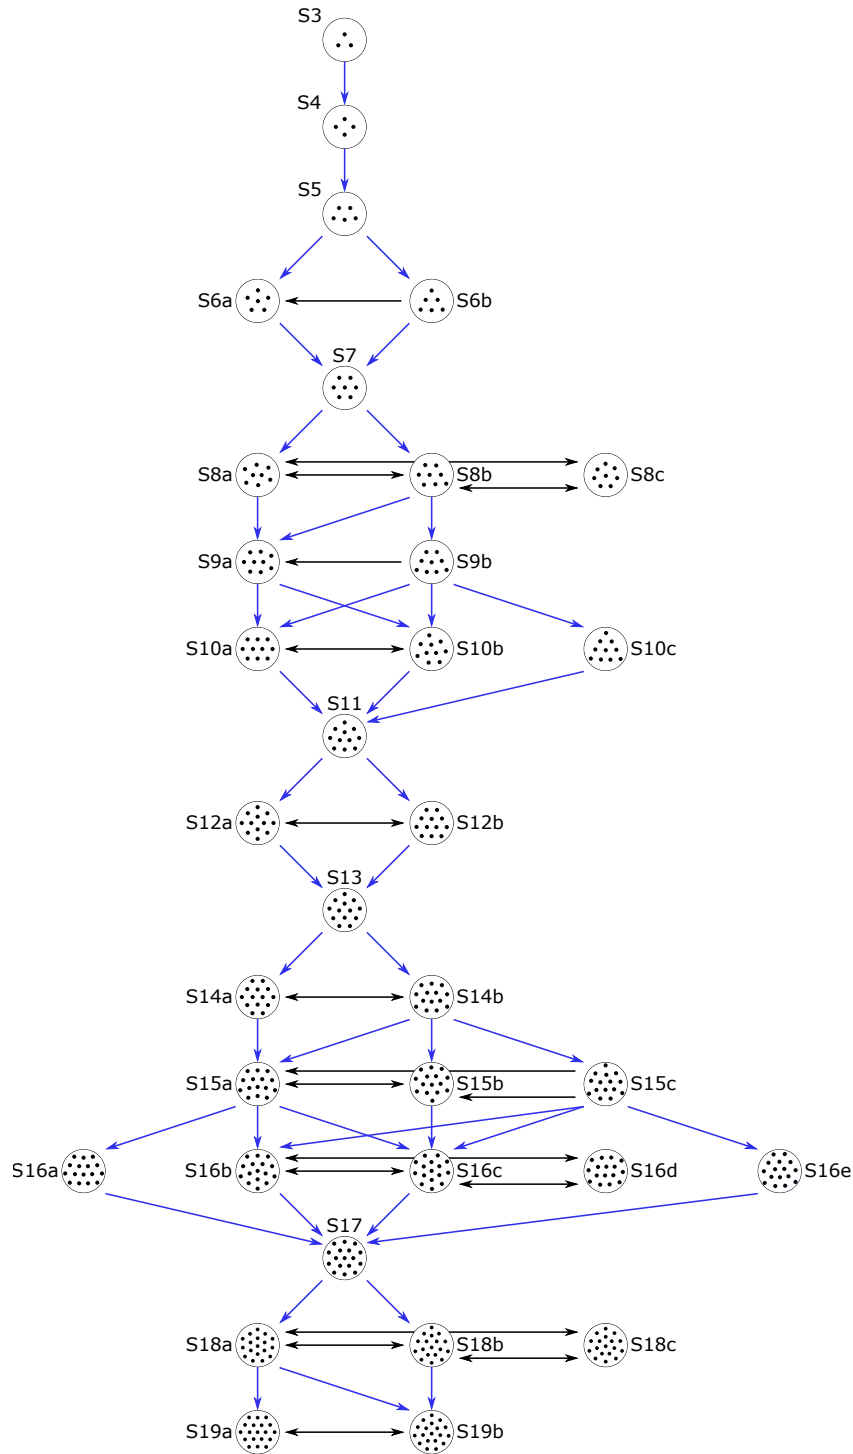 S3
S4
S5
S6a S6b
S7
S8a S8b S8c
S9a S9b
S10a S10b S10c
S11
S12a S12b
S13
S14a S14b
S15a S15b S15c
S16a S16b S16c S16d S16e
S17
S18a S18b S18c
S19a S19b